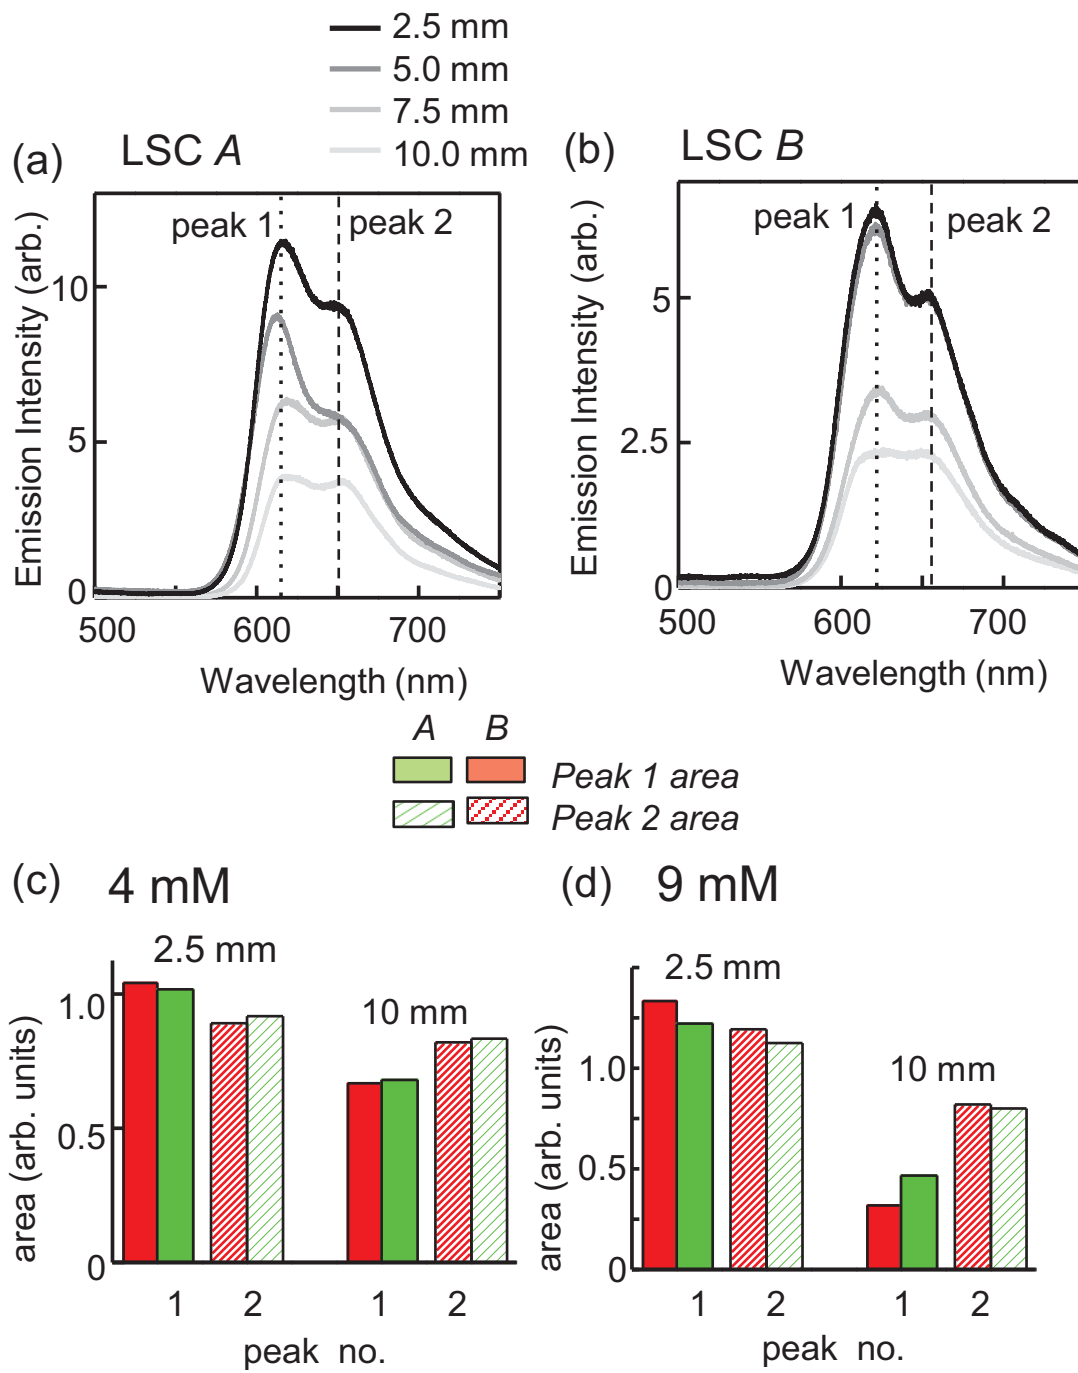 2.5 mm
5.0 mm
7.5 mm
10.0 mm
(a) LSC A
(b) LSC B
peak 1 peak 2
peak 1 peak 2
Emission Intensity (arb.)
10
5
0
500 600 700
Wavelength (nm)
Emission Intensity (arb.)
5
2.5
0
500 600 700
Wavelength (nm)
A B
Peak 1 area
Peak 2 area
(c) 4 mM
2.5 mm
10 mm
area (arb. units)
1.0
0.5
0
1 2 1 2
peak no.
(d) 9 mM
2.5 mm
10 mm
area (arb. units)
1.0
0.5
0
1 2 1 2
peak no.